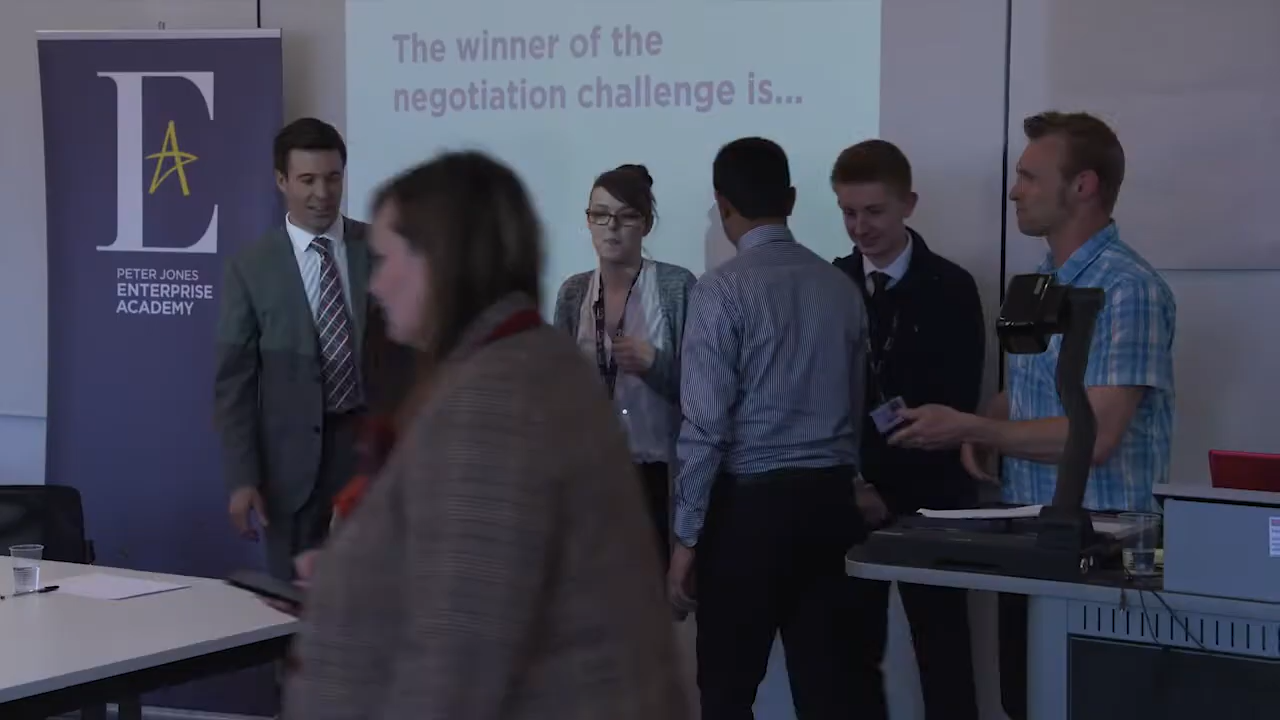 E
PETER JONES
ENTERPRISE
ACADEMY
The winner of the
negotiation challenge is...